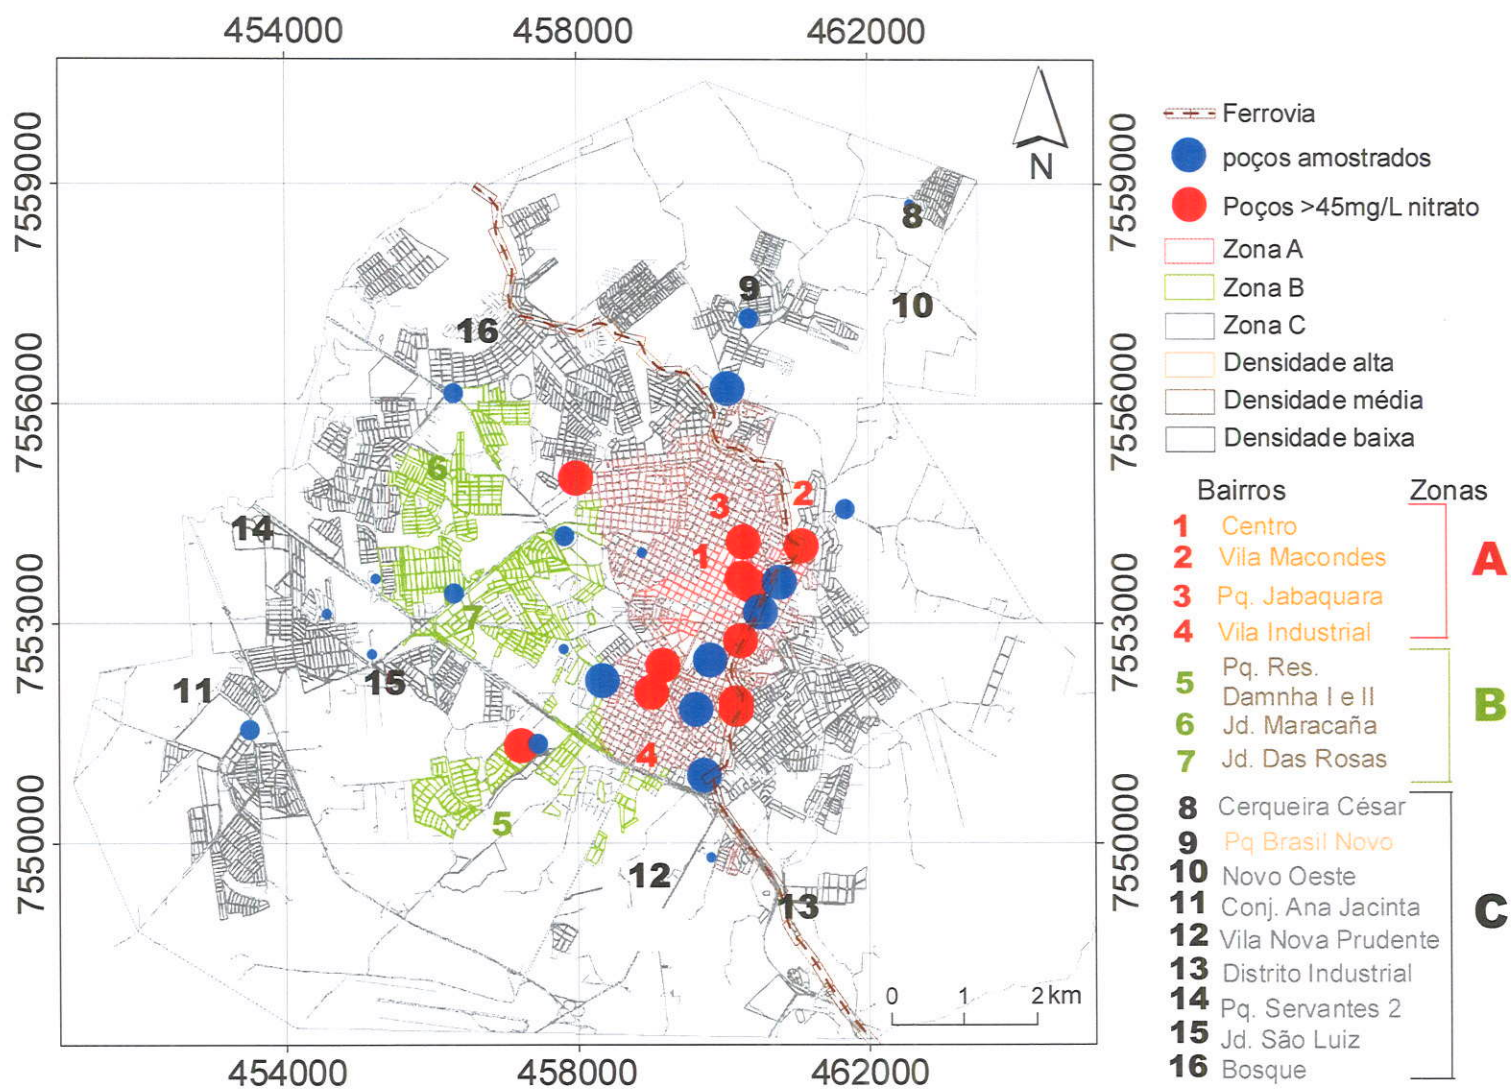 454000 458000 462000
7559000
7556000
7553000
7550000
7559000
7556000
7553000
7550000
N
8
9
10
16
6
2
3
14
1
7
11
15
4
5
12
13
0 1 2 km
454000 458000 462000
Ferrovia
poços amostrados
Poços >45mg/L nitrato
Zona A
Zona B
Zona C
Densidade alta
Densidade média
Densidade baixa
Bairros Zonas
1 Centro
2 Vila Macondes
3 Pq. Jabaquara
4 Vila Industrial
A
5 Pq. Res.
Damnha I e II
6 Jd. Maracaña
7 Jd. Das Rosas
B
8 Cerqueira César
9 Pq Brasil Novo
10 Novo Oeste
11 Conj. Ana Jacinta
12 Vila Nova Prudente
13 Distrito Industrial
14 Pq. Servantes 2
15 Jd. São Luiz
16 Bosque
C